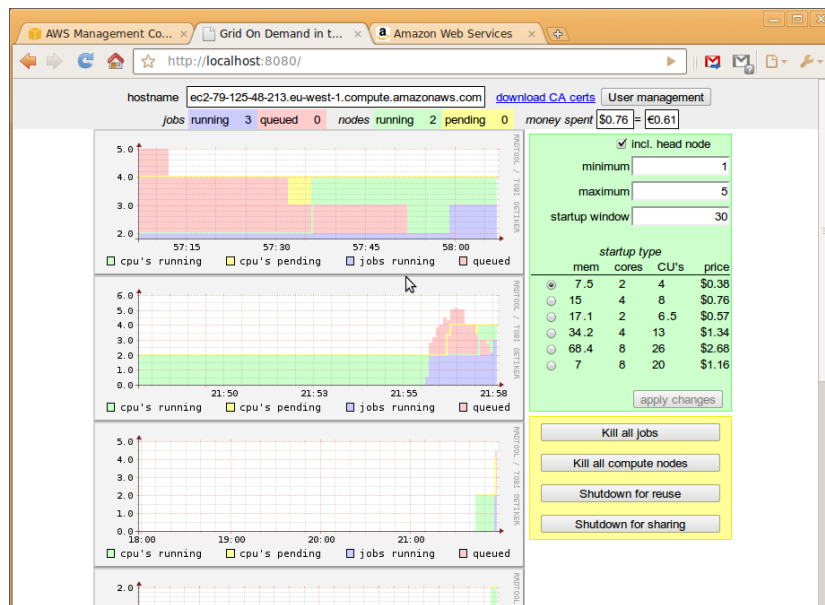 AWS Management Co...
Grid On Demand in t...
Amazon Web Services
http://localhost:8080/
hostname ec2-79-125-48-213.eu-west-1.compute.amazonaws.com download CA certs User management
jobs running 3 queued 0 nodes running 2 pending 0 money spent $0.76 = €0.61
5.0
4.0
3.0
2.0
57:15 57:30 57:45 58:00
cpu's running cpu's pending jobs running queued
RRDTOOL / TOBI OETIKER
6.0
5.0
4.0
3.0
2.0
1.0
0.0
21:50 21:53 21:55 21:58
cpu's running cpu's pending jobs running queued
RRDTOOL / TOBI OETIKER
5.0
4.0
3.0
2.0
1.0
0.0
18:00 19:00 20:00 21:00
cpu's running cpu's pending jobs running queued
RRDTOOL / TOBI OETIKER
2.0
incl. head node
minimum 1
maximum 5
startup window 30
startup type
mem cores CU's price
7.5 2 4 $0.38
15 4 8 $0.76
17.1 2 6.5 $0.57
34.2 4 13 $1.34
68.4 8 26 $2.68
7 8 20 $1.16
apply changes
Kill all jobs
Kill all compute nodes
Shutdown for reuse
Shutdown for sharing